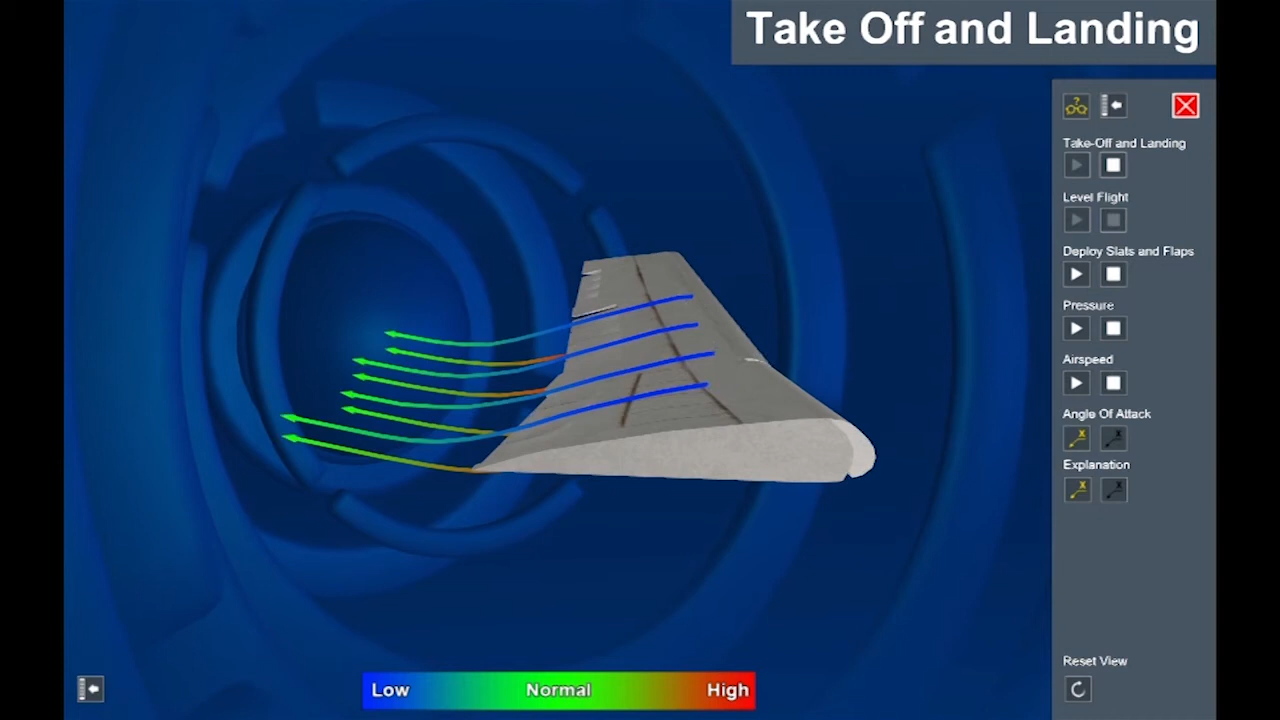 Take Off and Landing
Take-Off and Landing
Level Flight
Deploy Slats and Flaps
Pressure
Airspeed
Angle Of Attack
Explanation
Reset View
Low Normal High